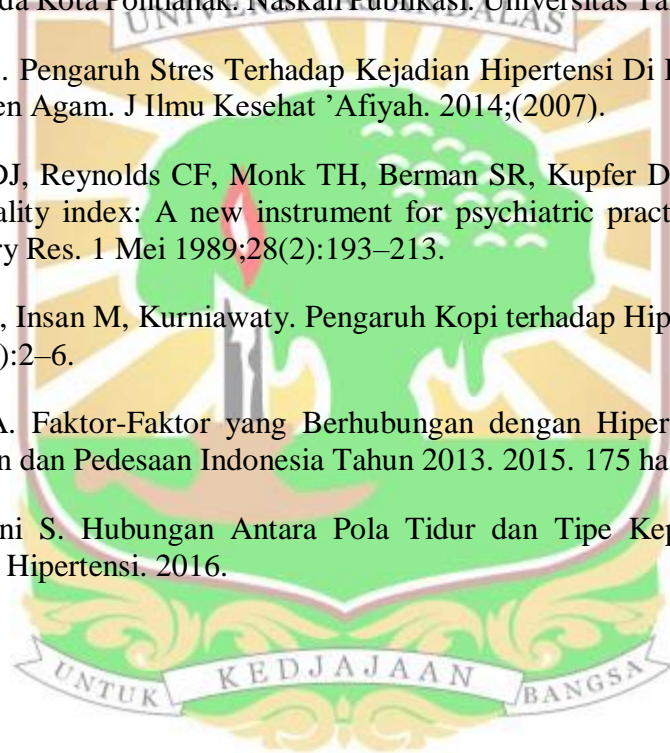 da Kota Pontianak. Naskah Publikasi. Universitas Ta
UNIVERSITAS ANDALAS
. Pengaruh Stres Terhadap Kejadian Hipertensi Di
en Agam. J Ilmu Kesehat ’Afiyah. 2014;(2007).
DJ, Reynolds CF, Monk TH, Berman SR, Kupfer D
ality index: A new instrument for psychiatric pract
ry Res. 1 Mei 1989;28(2):193–213.
, Insan M, Kurniawaty. Pengaruh Kopi terhadap Hip
):2–6.
A. Faktor-Faktor yang Berhubungan dengan Hiper
n dan Pedesaan Indonesia Tahun 2013. 2015. 175 ha
ni S. Hubungan Antara Pola Tidur dan Tipe Kep
Hipertensi. 2016.
UNTUK KEDJAJAAN BANGSA